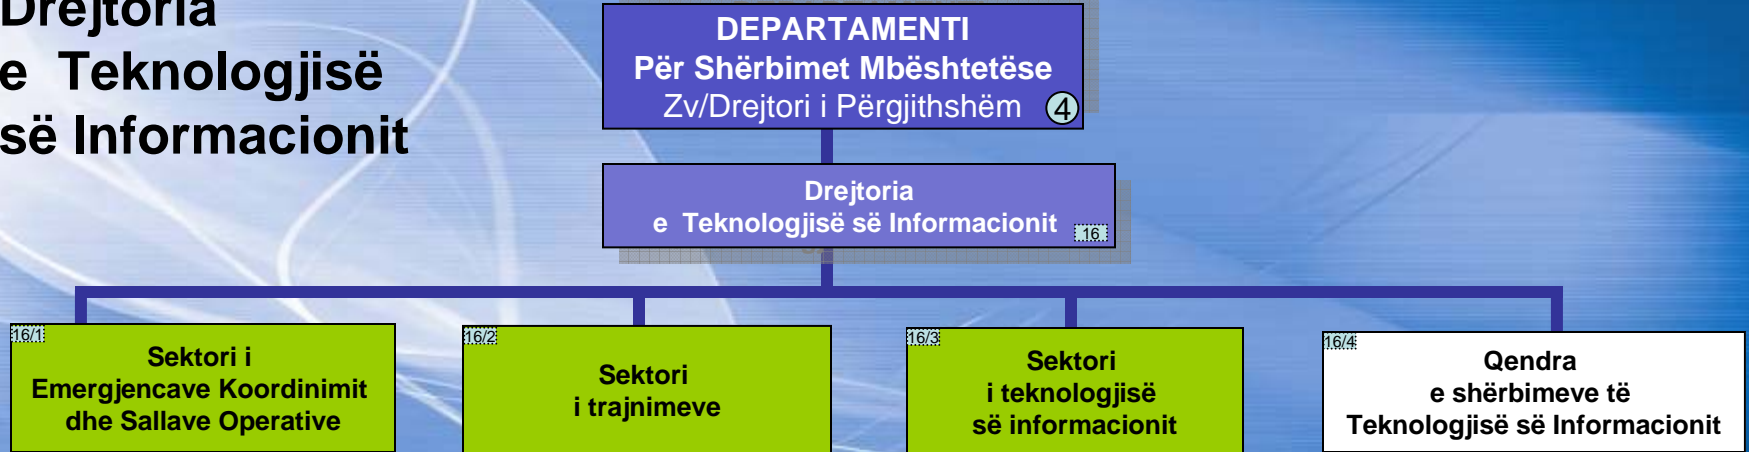 Drejtoria
e Teknologjisë
së Informacionit
DEPARTAMENTI
Për Shërbimet Mbështetëse
Zv/Drejtori i Përgjithshëm 4
Drejtoria
e Teknologjisë së Informacionit 16
16/1
Sektori i
Emergjencave Koordinimit
dhe Sallave Operative
16/2
Sektori
i trajnimeve
16/3
Sektori
i teknologjisë
së informacionit
16/4
Qendra
e shërbimeve të
Teknologjisë së Informacionit